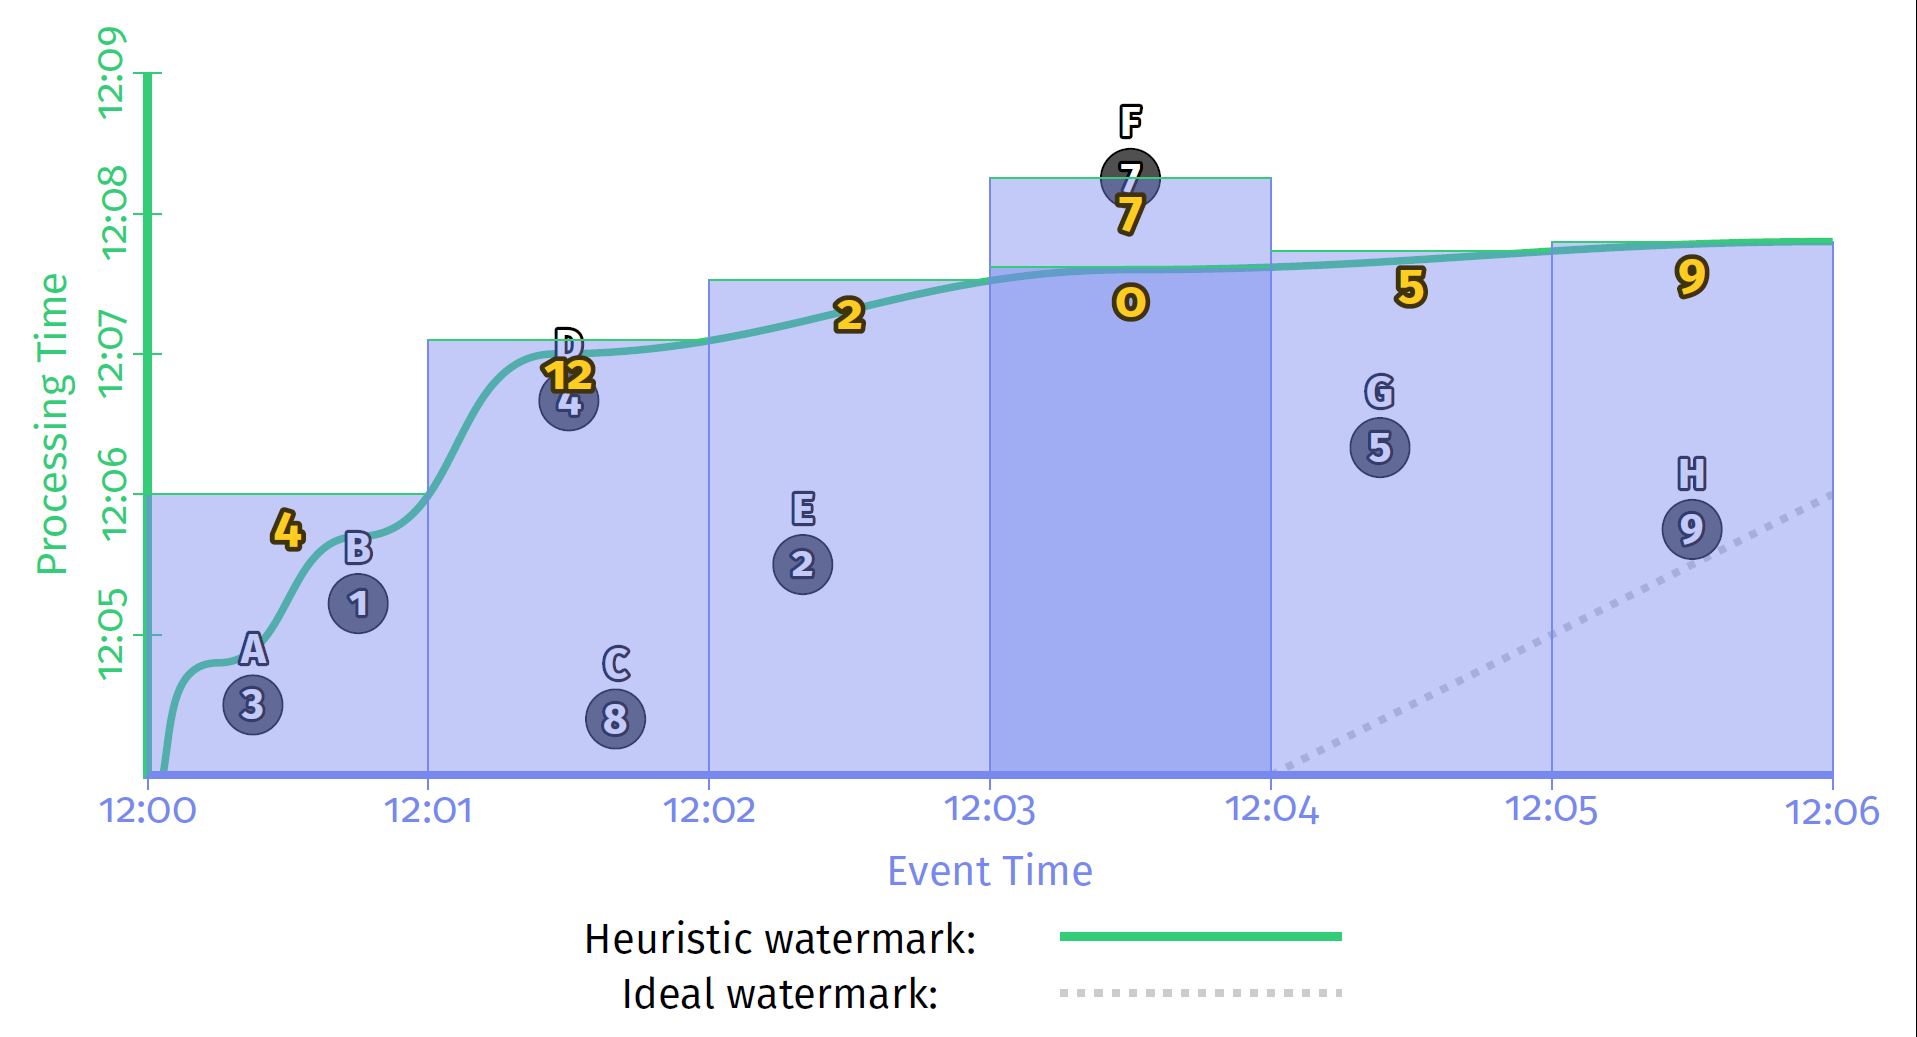 12:09
12:08
12:07
12:06
12:05
Processing Time
F
7
7
D
12
4
2
0
5
9
G
5
4
B
1
E
2
H
9
A
3
C
8
12:00 12:01 12:02 12:03 12:04 12:05 12:06
Event Time
Heuristic watermark:
Ideal watermark: